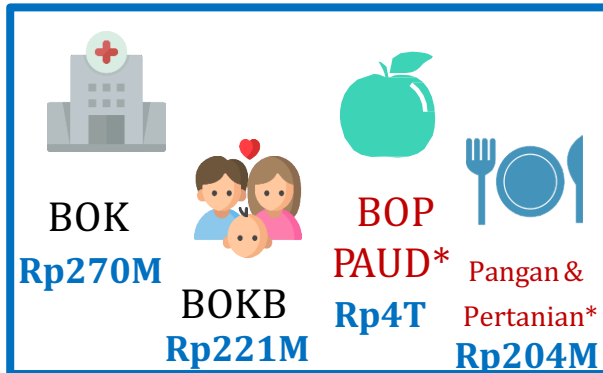 BOK
Rp270M
BOKB
Rp221M
BOP
PAUD*
Rp4T
Pangan &
Pertanian*
Rp204M